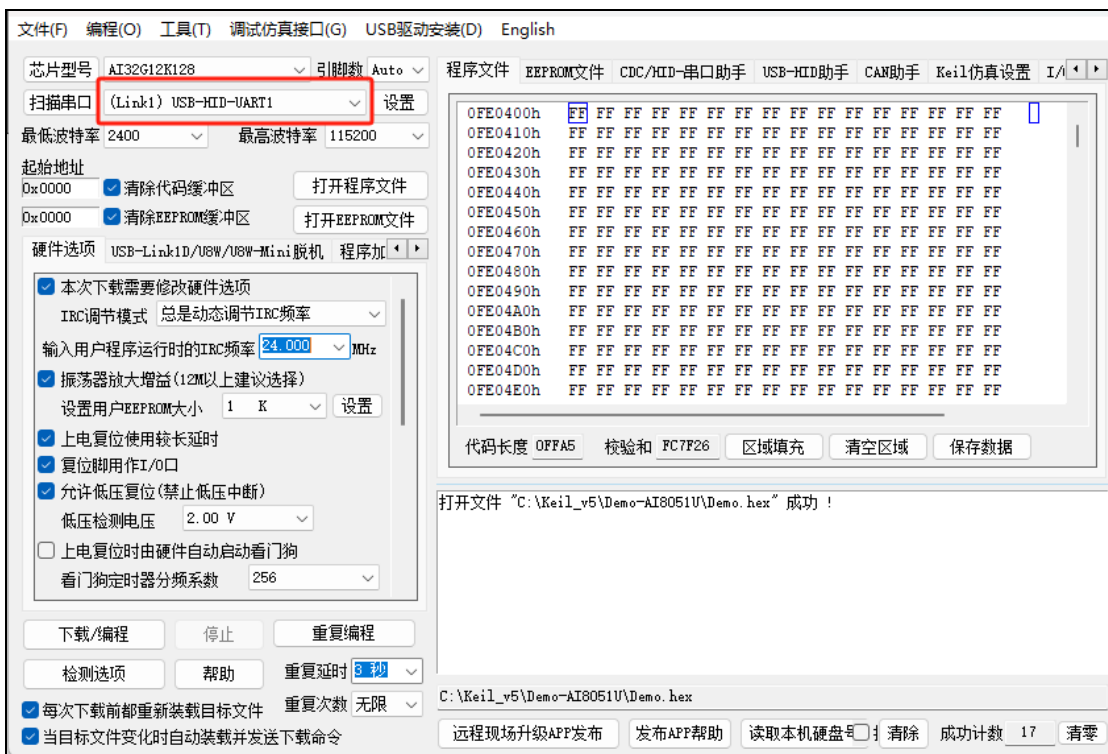 文件(F) 编程(O) 工具(T) 调试仿真接口(G) USB驱动安装(D) English
芯片型号 AI32G12K128 引脚数 Auto
扫描串口 (Link1) USB-HID-UART1 设置
最低波特率 2400 最高波特率 115200
起始地址
0x0000 清除代码缓冲区 打开程序文件
0x0000 清除EEPROM缓冲区 打开EEPROM文件
硬件选项 USB-Link1D/U8W/U8W-Mini脱机 程序加
本次下载需要修改硬件选项
IRC调节模式 总是动态调节IRC频率
输入用户程序运行时的IRC频率 24.000 MHz
振荡器放大增益(12M以上建议选择)
设置用户EEPROM大小 1 K 设置
上电复位使用较长延时
复位脚用作I/O口
允许低压复位(禁止低压中断)
低压检测电压 2.00 V
上电复位时由硬件自动启动看门狗
看门狗定时器分频系数 256
下载/编程 停止 重复编程
检测选项 帮助 重复延时 3 秒
每次下载前都重新装载目标文件 重复次数 无限
当目标文件变化时自动装载并发送下载命令
程序文件 EEPROM文件 CDC/HID-串口助手 USB-HID助手 CAN助手 Keil仿真设置 I/
0FE0400h FF FF FF FF FF FF FF FF FF FF FF FF FF FF FF FF
0FE0410h FF FF FF FF FF FF FF FF FF FF FF FF FF FF FF FF
0FE0420h FF FF FF FF FF FF FF FF FF FF FF FF FF FF FF FF
0FE0430h FF FF FF FF FF FF FF FF FF FF FF FF FF FF FF FF
0FE0440h FF FF FF FF FF FF FF FF FF FF FF FF FF FF FF FF
0FE0450h FF FF FF FF FF FF FF FF FF FF FF FF FF FF FF FF
0FE0460h FF FF FF FF FF FF FF FF FF FF FF FF FF FF FF FF
0FE0470h FF FF FF FF FF FF FF FF FF FF FF FF FF FF FF FF
0FE0480h FF FF FF FF FF FF FF FF FF FF FF FF FF FF FF FF
0FE0490h FF FF FF FF FF FF FF FF FF FF FF FF FF FF FF FF
0FE04A0h FF FF FF FF FF FF FF FF FF FF FF FF FF FF FF FF
0FE04B0h FF FF FF FF FF FF FF FF FF FF FF FF FF FF FF FF
0FE04C0h FF FF FF FF FF FF FF FF FF FF FF FF FF FF FF FF
0FE04D0h FF FF FF FF FF FF FF FF FF FF FF FF FF FF FF FF
0FE04E0h FF FF FF FF FF FF FF FF FF FF FF FF FF FF FF FF
代码长度 0FFA5 校验和 FC7F26 区域填充 清空区域 保存数据
打开文件 "C:\Keil_v5\Demo-AI8051U\Demo.hex" 成功 !
C:\Keil_v5\Demo-AI8051U\Demo.hex
远程现场升级APP发布 发布APP帮助 读取本机硬盘号 清除 成功计数 17 清零